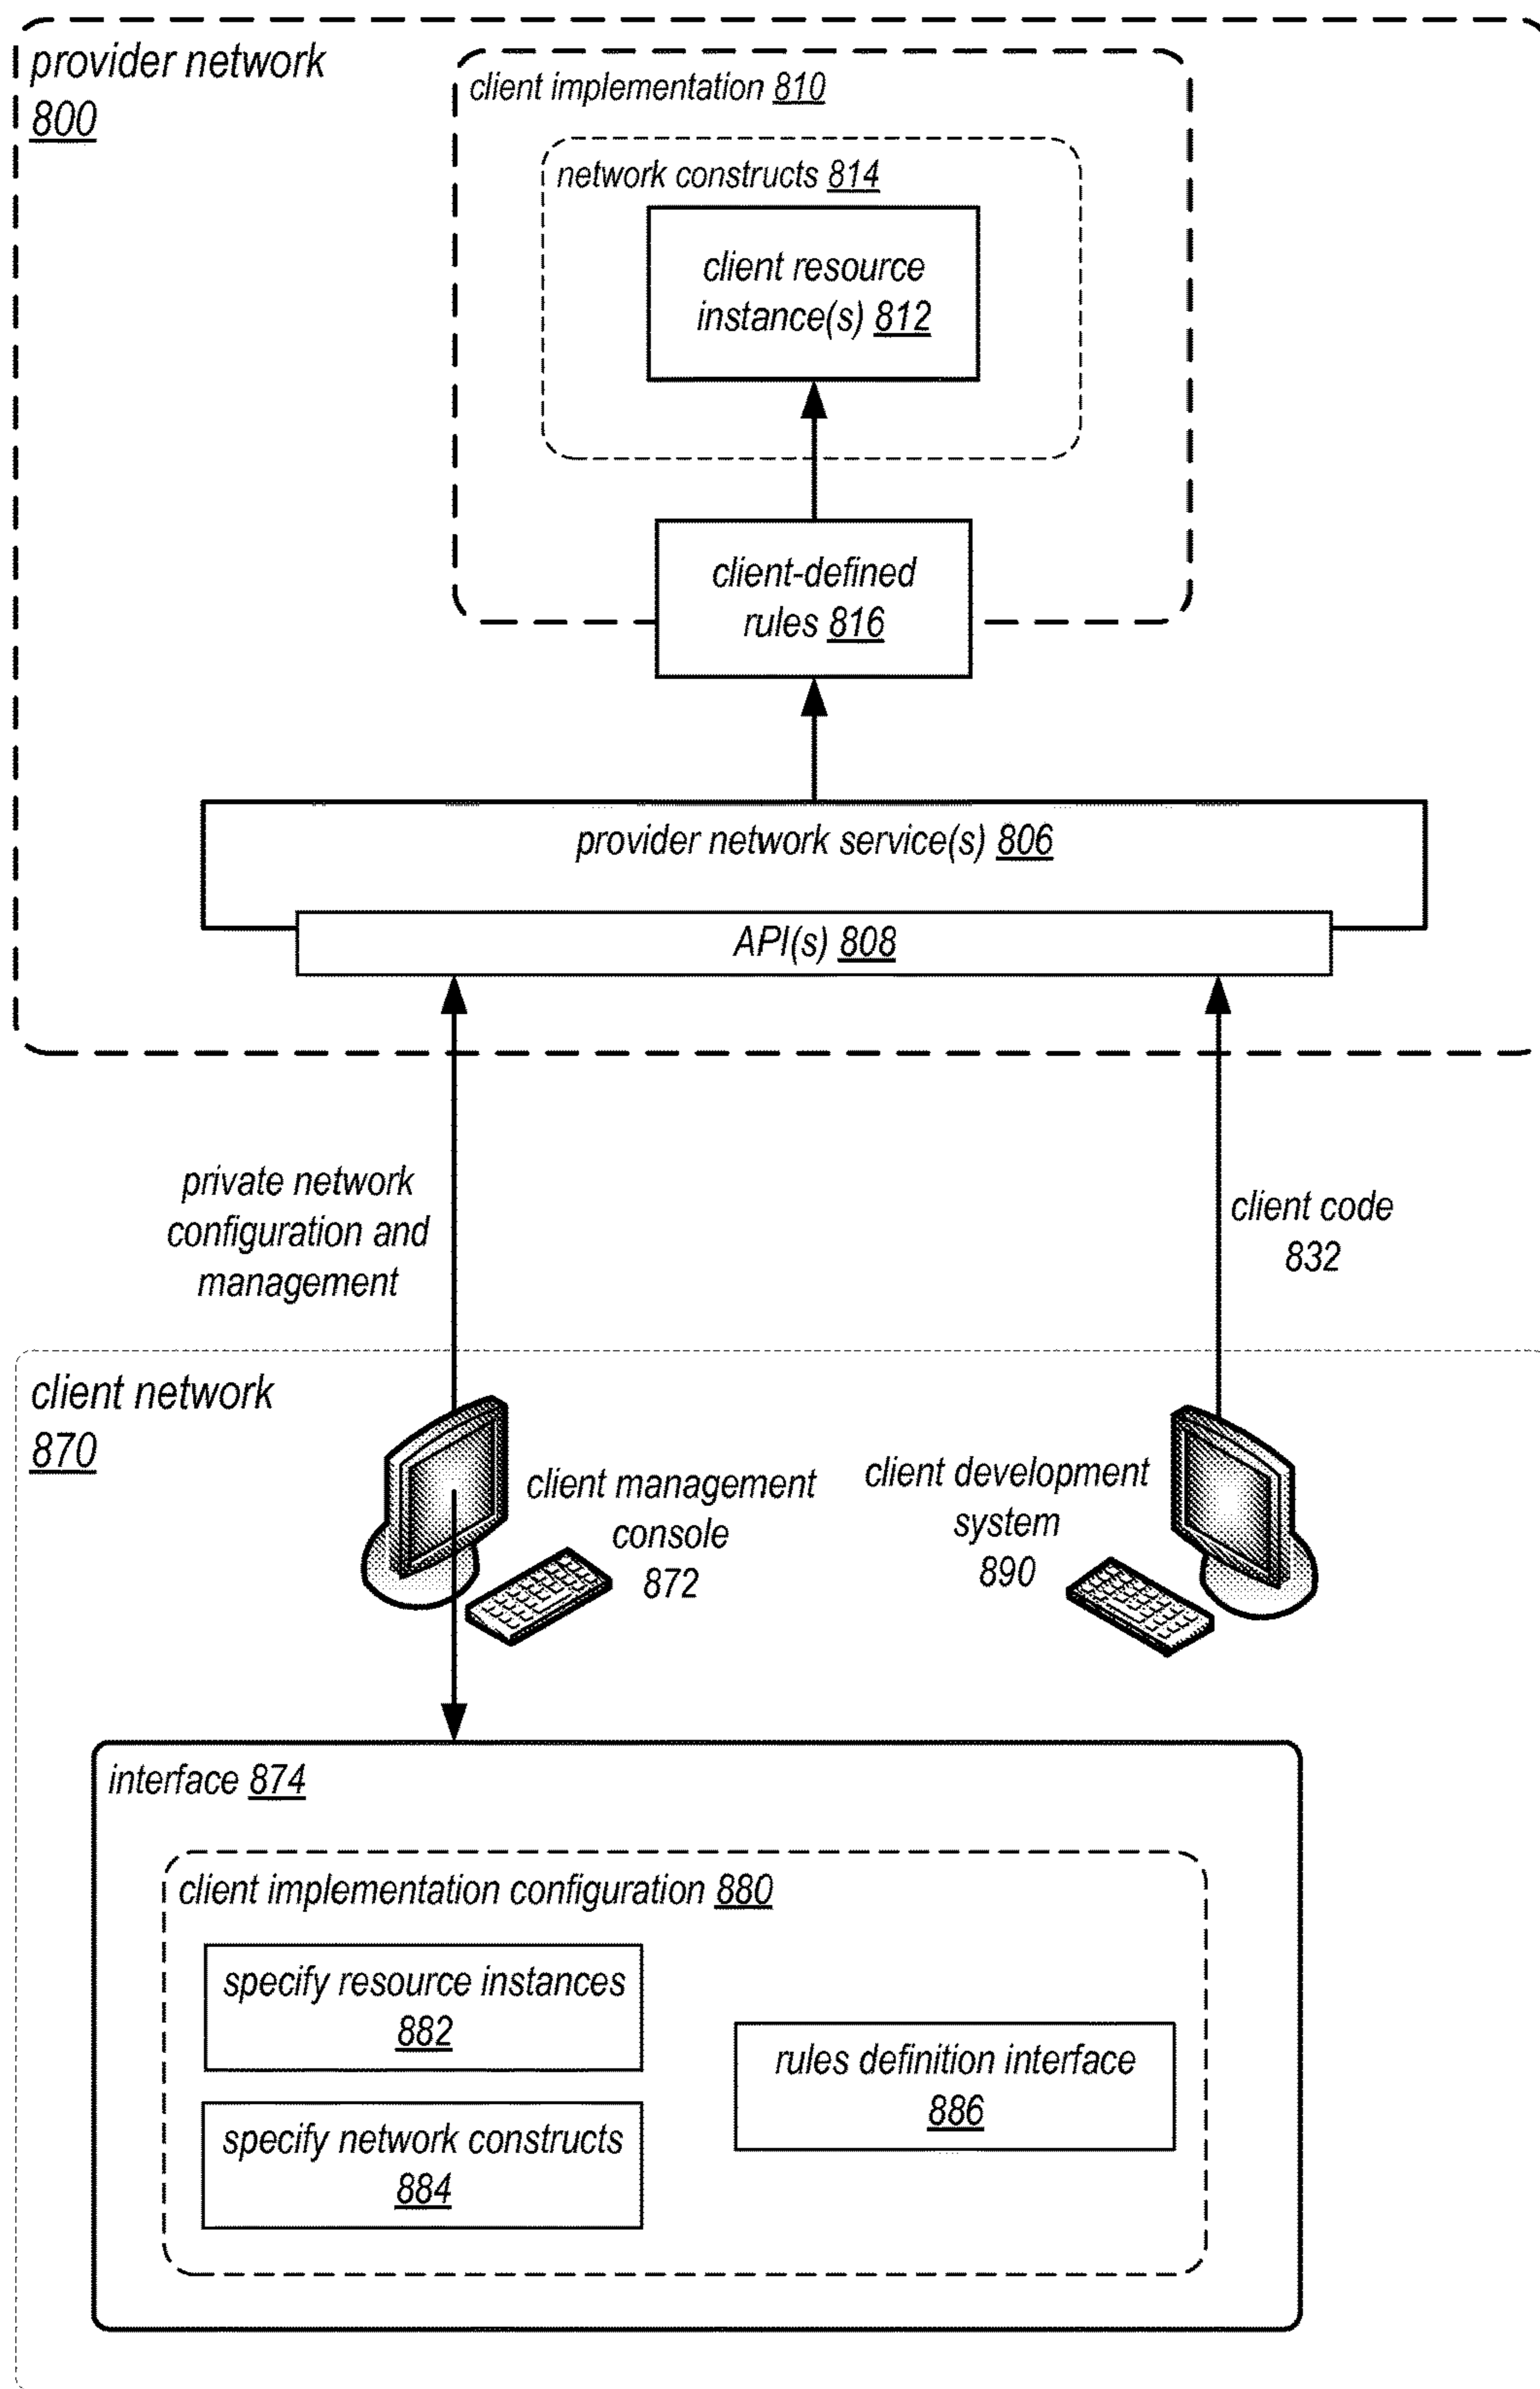 provider network
800
client implementation 810
network constructs 814
client resource
instance(s) 812
client-defined
rules 816
provider network service(s) 806
API(s) 808
private network
configuration and
management
client code
832
client network
870
client management
console
872
client development
system
890
interface 874
client implementation configuration 880
specify resource instances
882
rules definition interface
886
specify network constructs
884